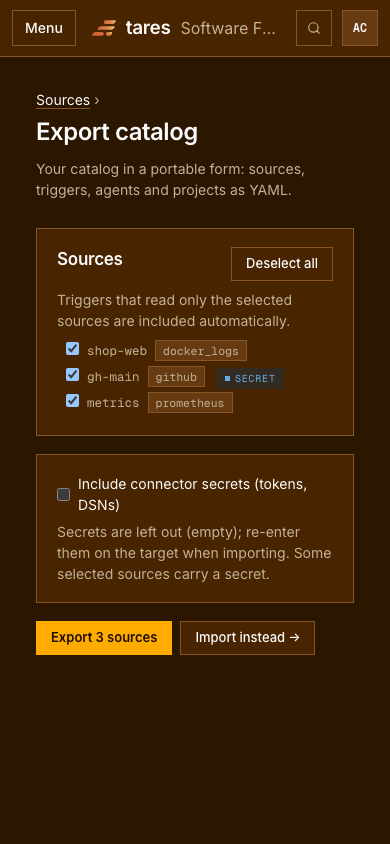 Menu
tares
Software F...
AC
Sources ›
Export catalog
Your catalog in a portable form: sources,
triggers, agents and projects as YAML.
Sources
Deselect all
Triggers that read only the selected
sources are included automatically.
shop-web docker_logs
gh-main github SECRET
metrics prometheus
Include connector secrets (tokens,
DSNs)
Secrets are left out (empty); re-enter
them on the target when importing. Some
selected sources carry a secret.
Export 3 sources
Import instead →